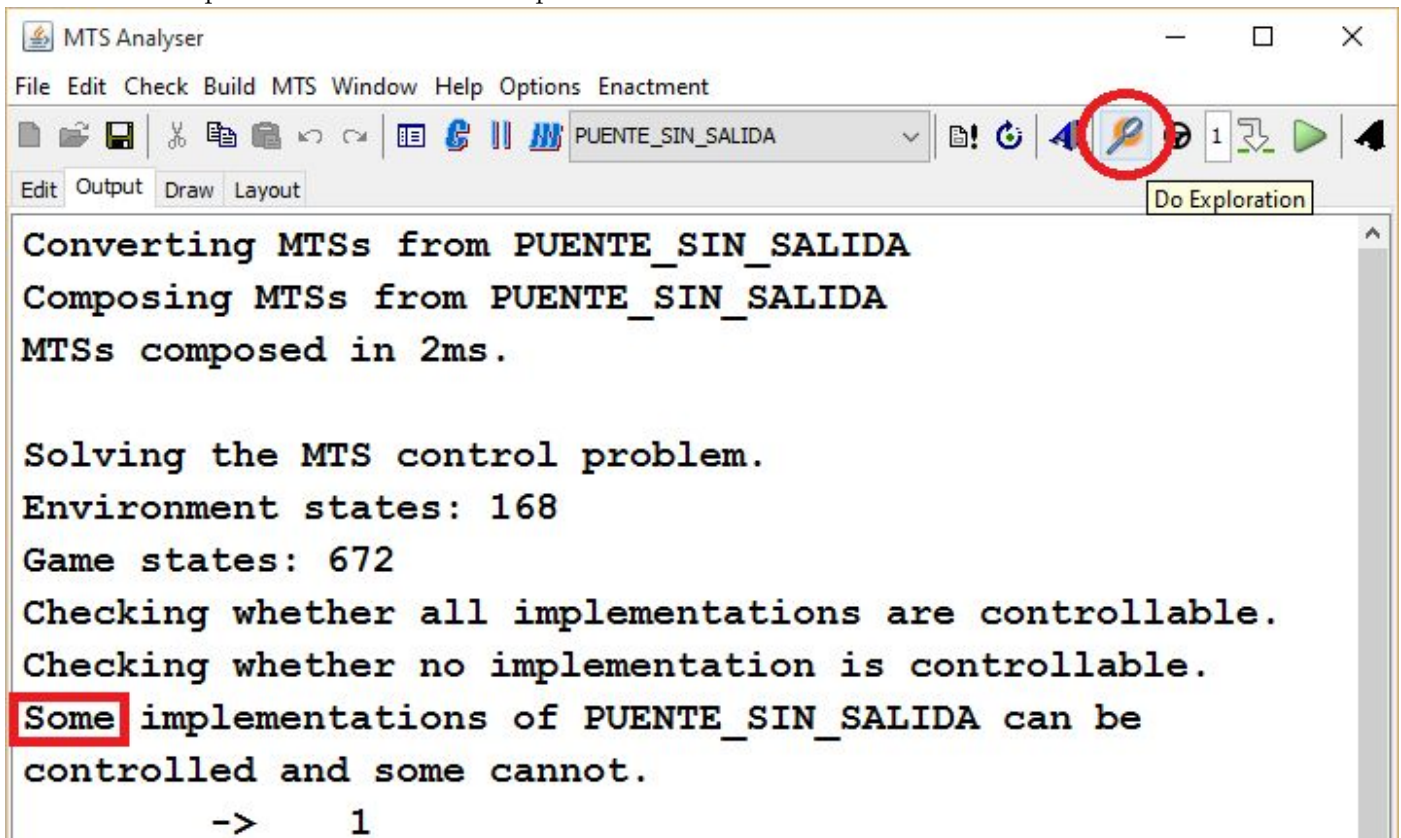 MTS Analyser
File Edit Check Build MTS Window Help Options Enactment
PUENTE_SIN_SALIDA 1
Edit Output Draw Layout
Do Exploration
Converting MTSs from PUENTE_SIN_SALIDA
Composing MTSs from PUENTE_SIN_SALIDA
MTSs composed in 2ms.
Solving the MTS control problem.
Environment states: 168
Game states: 672
Checking whether all implementations are controllable.
Checking whether no implementation is controllable.
Some implementations of PUENTE_SIN_SALIDA can be
controlled and some cannot.
-> 1